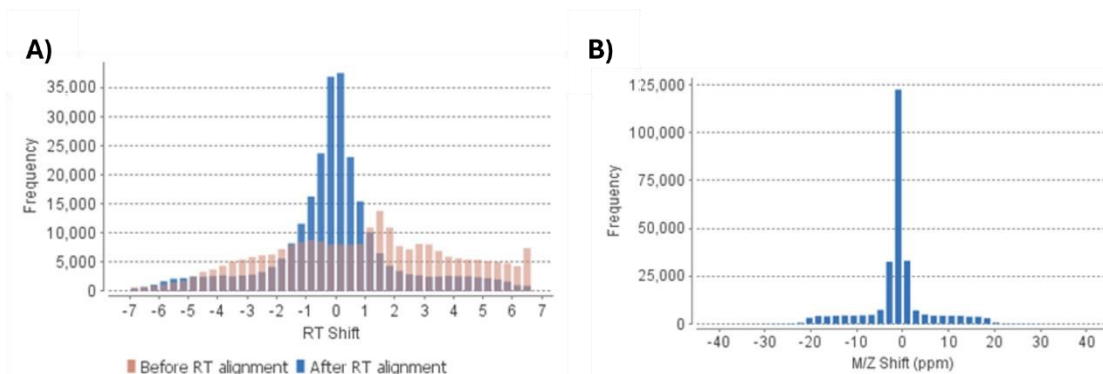 A)
35,000
30,000
25,000
20,000
15,000
10,000
5,000
0
Frequency
-7 -6 -5 -4 -3 -2 -1 0 1 2 3 4 5 6 7
RT Shift
Before RT alignment After RT alignment
B)
125,000
100,000
75,000
50,000
25,000
0
Frequency
-40 -30 -20 -10 0 10 20 30 40
M/Z Shift (ppm)